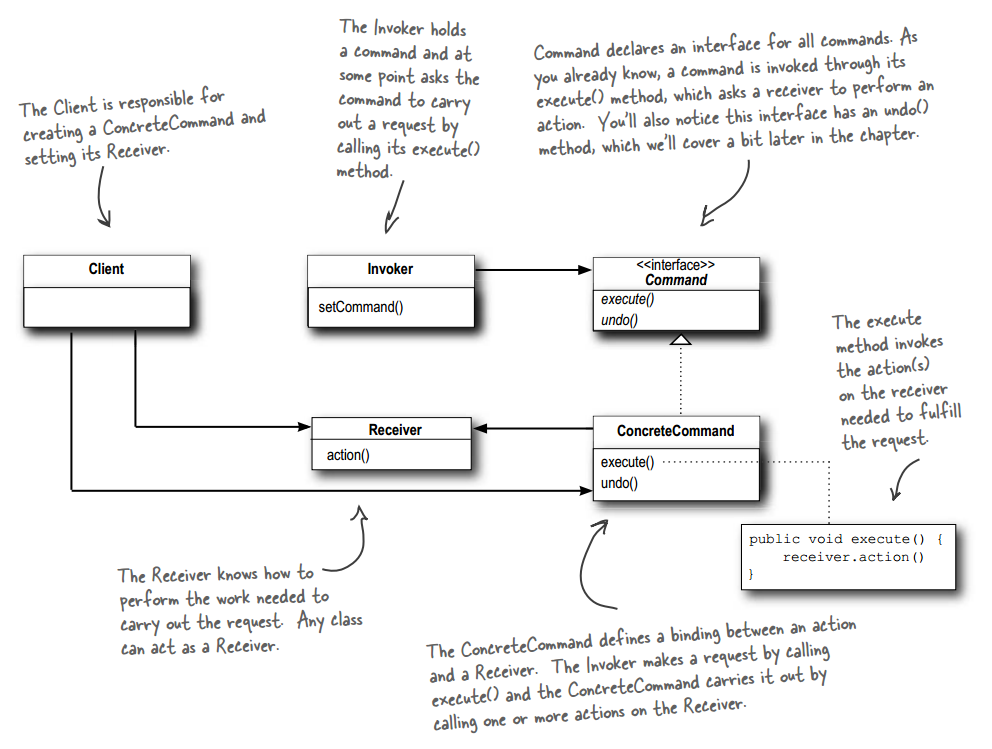 The Client is responsible for
creating a ConcreteCommand and
setting its Receiver.
The Invoker holds
a command and at
some point asks the
command to carry
out a request by
calling its execute()
method.
Command declares an interface for all commands. As
you already know, a command is invoked through its
execute() method, which asks a receiver to perform an
action. You'll also notice this interface has an undo()
method, which we'll cover a bit later in the chapter.
Client
Invoker
setCommand()
<<interface>>
Command
execute()
undo()
The execute
method invokes
the action(s)
on the receiver
needed to fulfill
the request.
Receiver
action()
ConcreteCommand
execute()
undo()
public void execute() {
receiver.action()
}
The Receiver knows how to
perform the work needed to
carry out the request. Any class
can act as a Receiver.
The ConcreteCommand defines a binding between an action
and a Receiver. The Invoker makes a request by calling
execute() and the ConcreteCommand carries it out by
calling one or more actions on the Receiver.